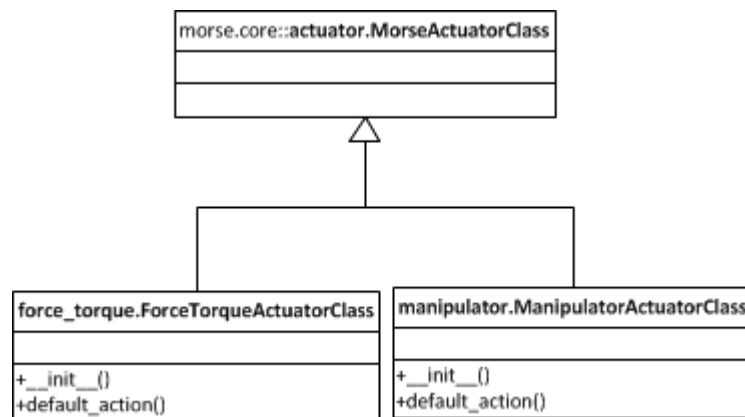 morse.core::actuator.MorseActuatorClass
force_torque.ForceTorqueActuatorClass
+__init__()
+default_action()
manipulator.ManipulatorActuatorClass
+__init__()
+default_action()